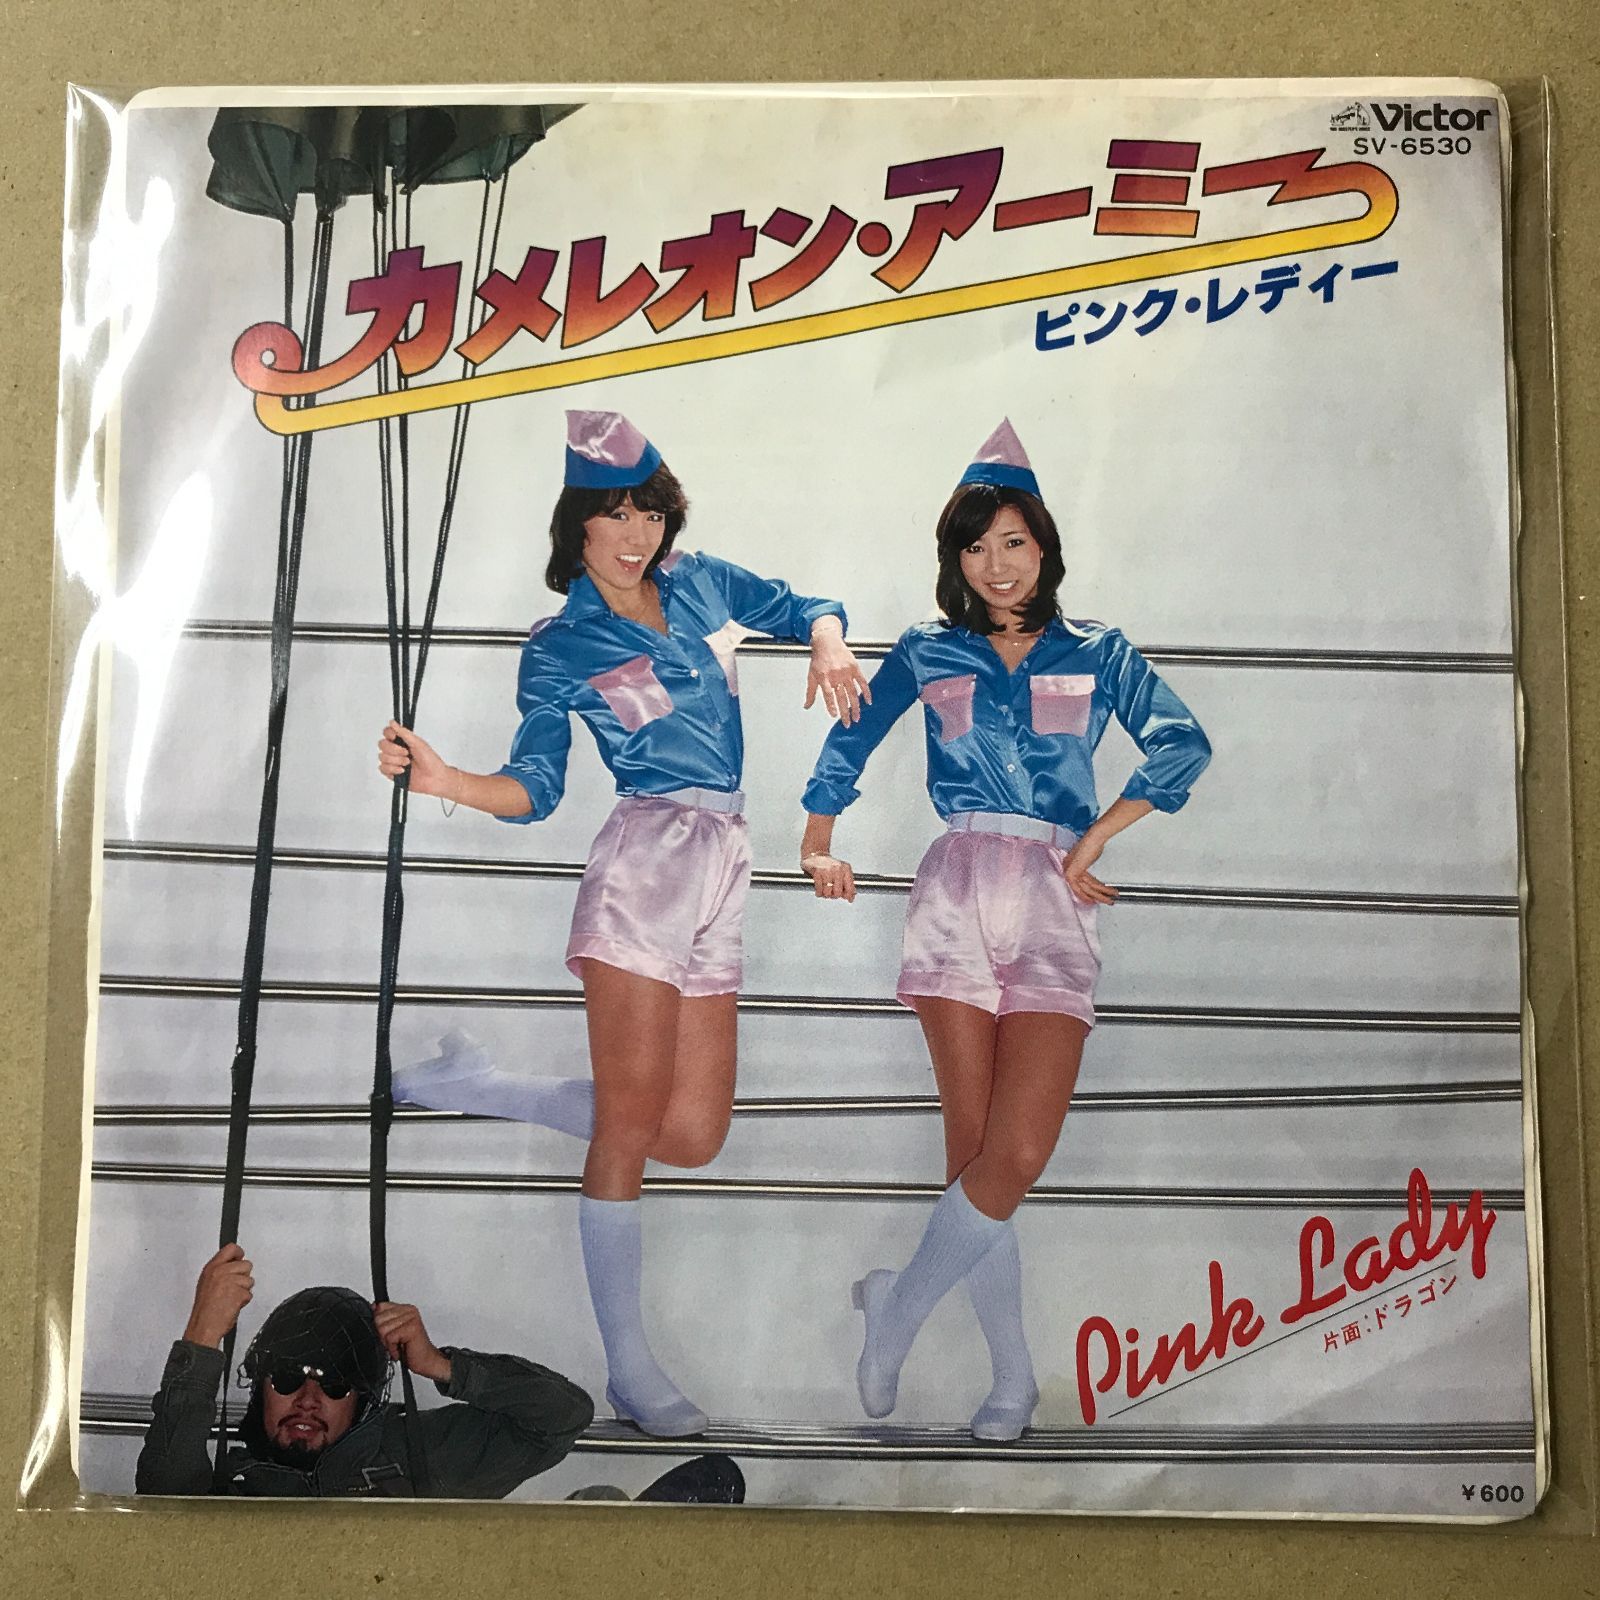 Victor
SV-6530
カメレオン・アーミー
ピンク・レディー
Pink Lady
片面：ドラゴン
¥600